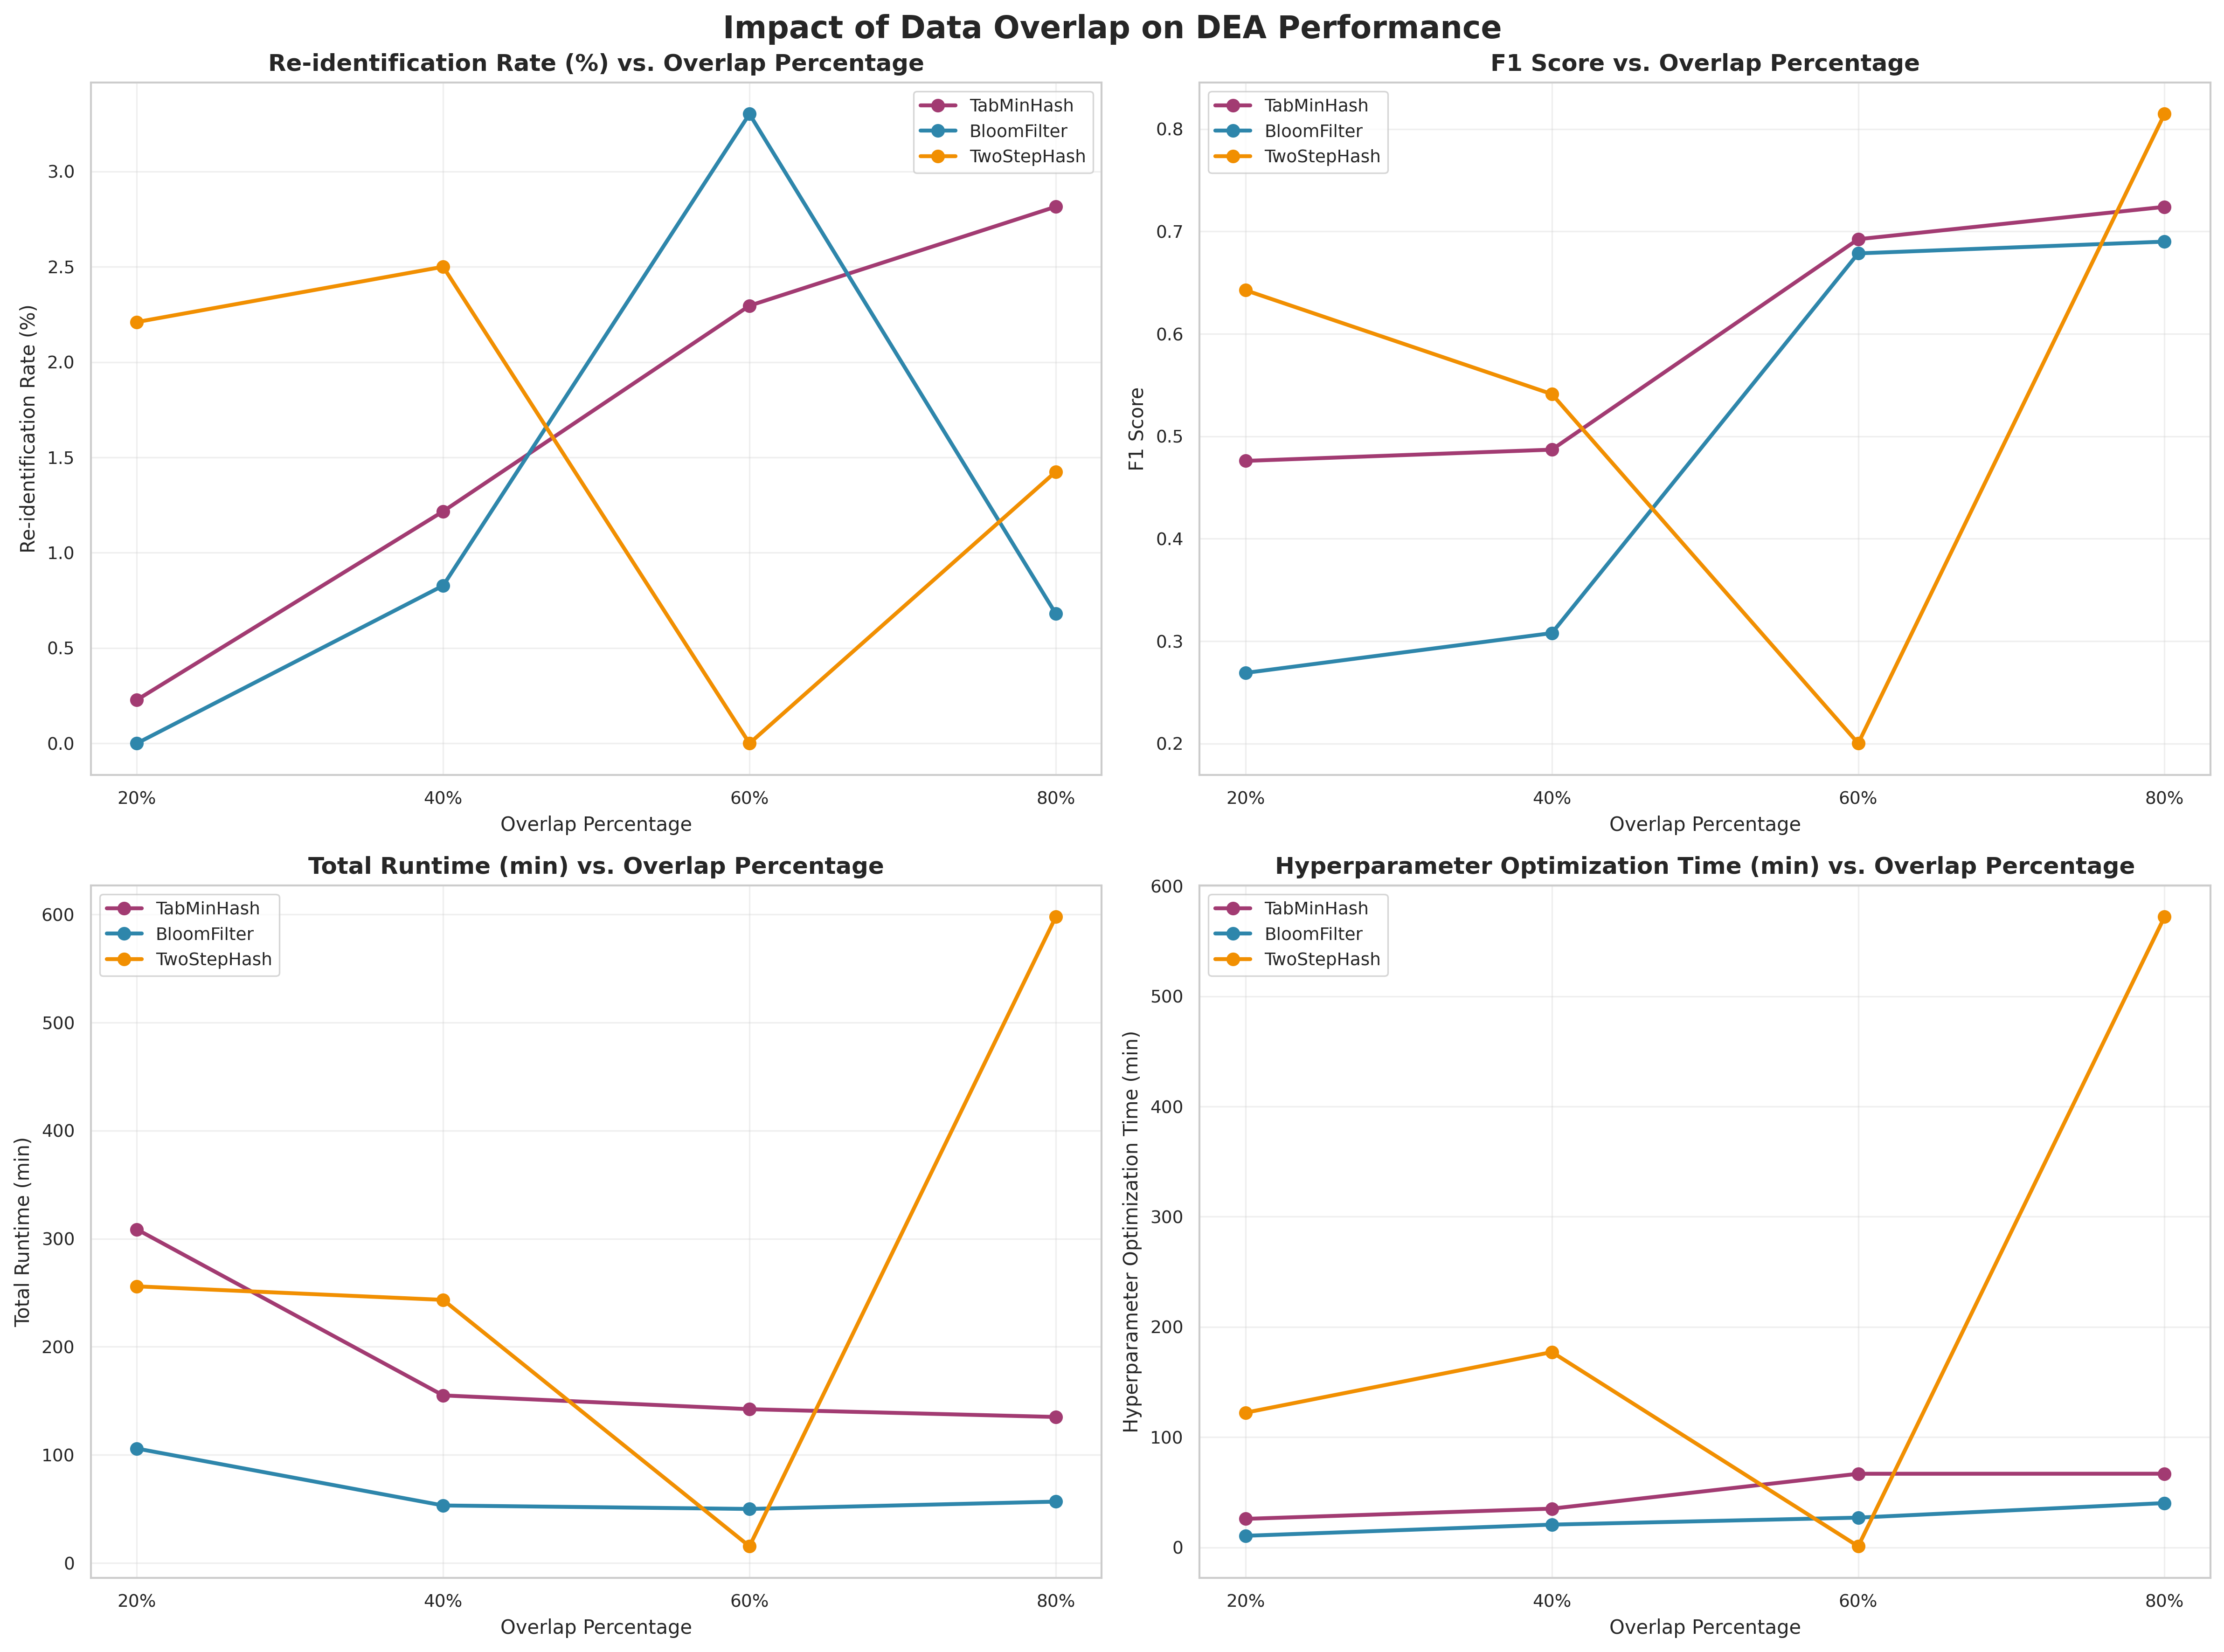 Impact of Data Overlap on DEA Performance
Re-identification Rate (%) vs. Overlap Percentage
TabMinHash
BloomFilter
TwoStepHash
Re-identification Rate (%)
3.0
2.5
2.0
1.5
1.0
0.5
0.0
20%
40%
60%
80%
Overlap Percentage
F1 Score vs. Overlap Percentage
TabMinHash
BloomFilter
TwoStepHash
F1 Score
0.8
0.7
0.6
0.5
0.4
0.3
0.2
20%
40%
60%
80%
Overlap Percentage
Total Runtime (min) vs. Overlap Percentage
TabMinHash
BloomFilter
TwoStepHash
Total Runtime (min)
600
500
400
300
200
100
0
20%
40%
60%
80%
Overlap Percentage
Hyperparameter Optimization Time (min) vs. Overlap Percentage
TabMinHash
BloomFilter
TwoStepHash
Hyperparameter Optimization Time (min)
600
500
400
300
200
100
0
20%
40%
60%
80%
Overlap Percentage